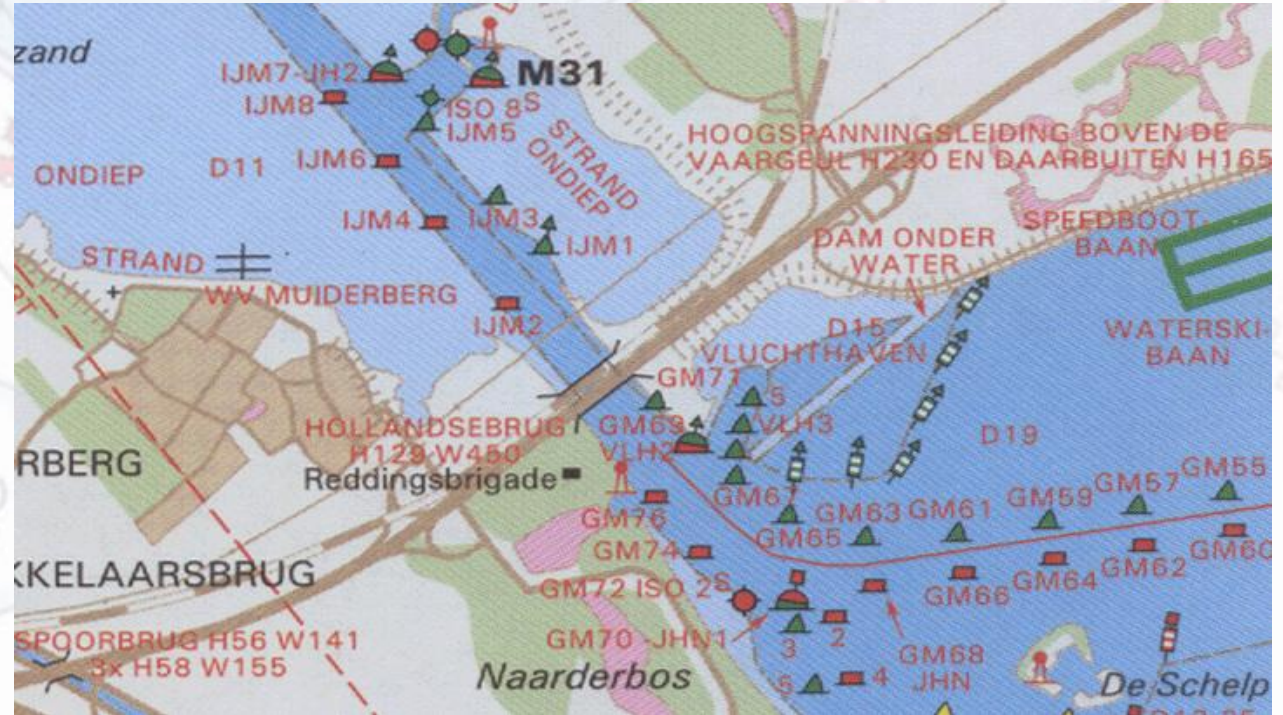 zand
IJM7-JH2
M31
IJM8
ISO 8S
IJM5
STRAND
ONDIEP
HOOGSPANNINGSLEIDING BOVEN DE
VAARGEUL H230 EN DAARBUITEN H165
ONDIEP
D11
IJM6
IJM4
IJM3
IJM1
SPEEDBOOT-
BAAN
DAM ONDER
WATER
STRAND
W.V. MUIDERBERG
IJM2
D15
VLUCHTHAVEN
WATERSKI-
BAAN
GM71
5
GM69
VLH3
HOLLANDSEBRUG
H129-W450
VLH2
D19
RBERG
Reddingsbrigade
GM67
GM55
GM57
GM59
GM76
GM63
GM61
GM65
GM74
GM60
GM62
GM64
GM66
KKELAARSBRUG
GM72 ISO 2S
GM70 -JHN1
2
3
GM68
JHN
SPOORBRUG H56 W141
3x H58 W155
Naarderbos
5
4
De Schelp